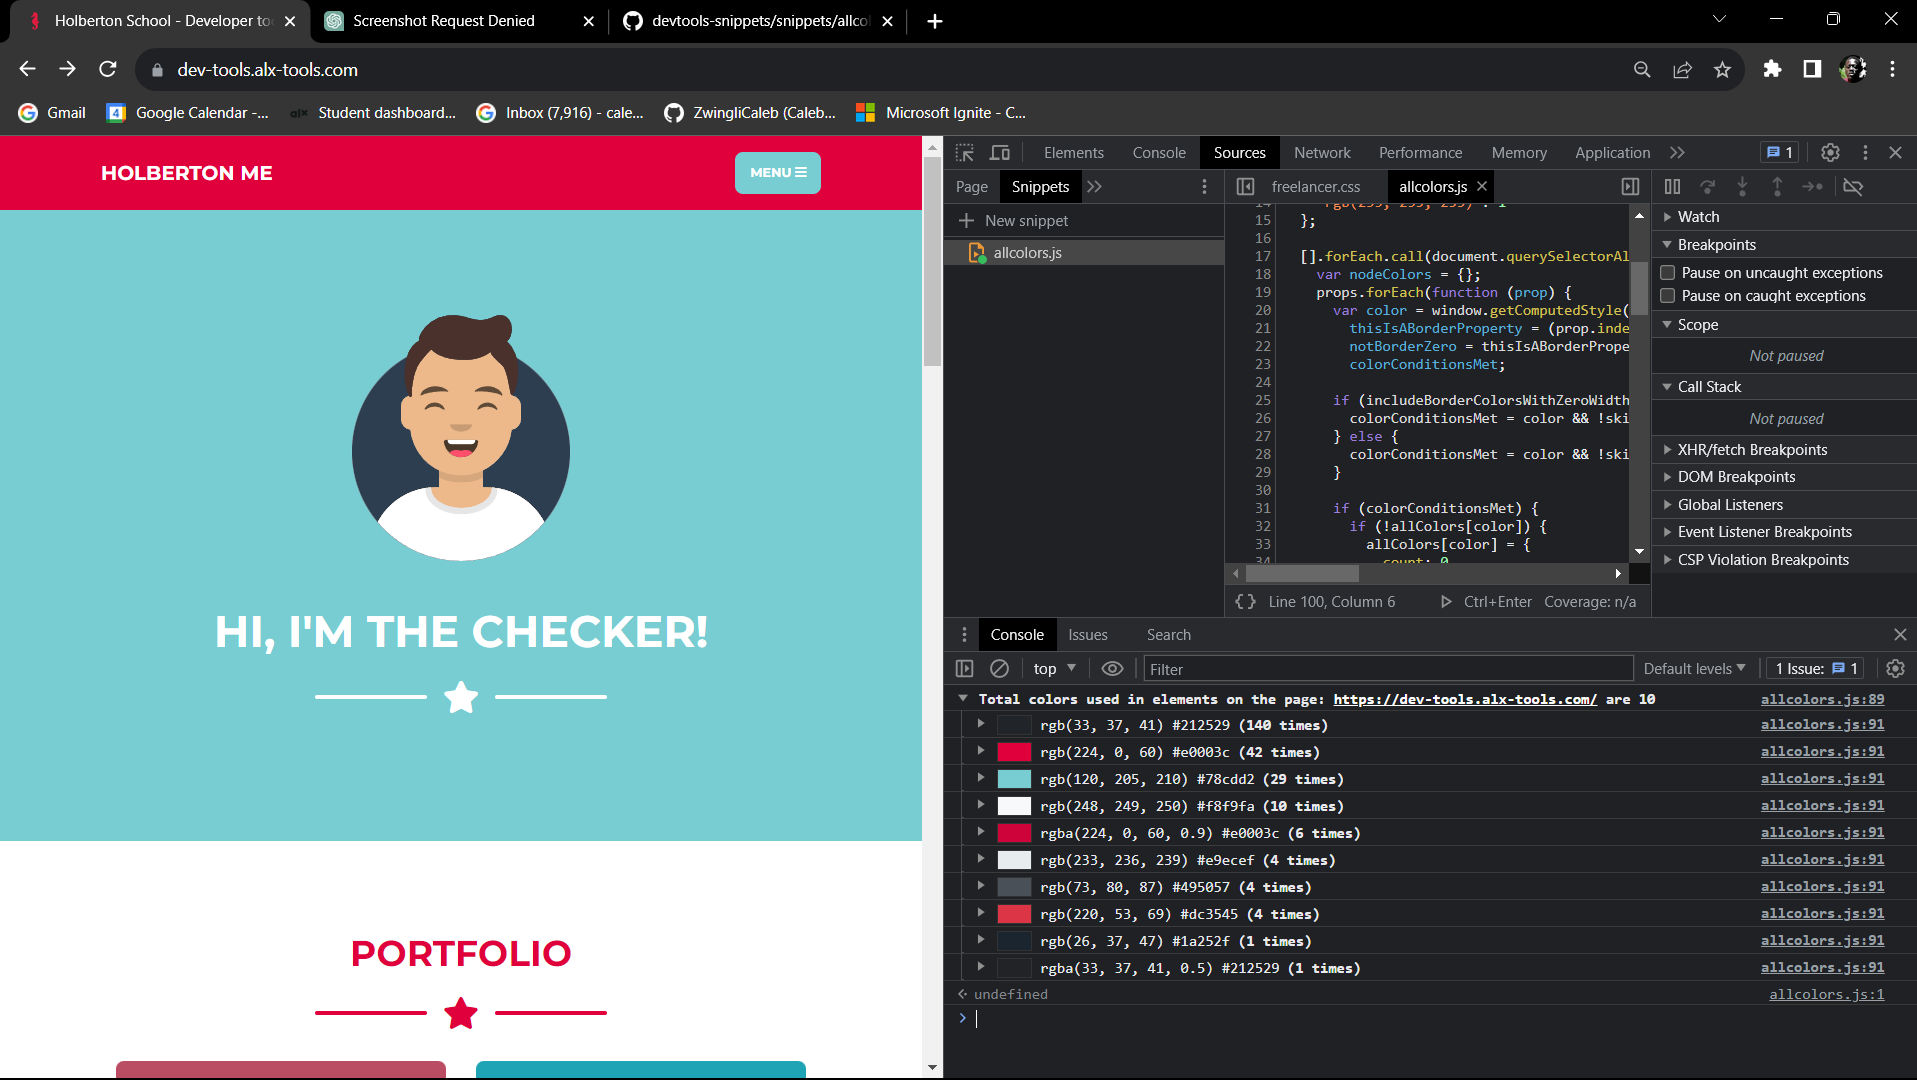 Holberton School - Developer to
Screenshot Request Denied
devtools-snippets/snippets/allcol
dev-tools.alx-tools.com
Gmail
4
Google Calendar -...
alx
Student dashboard...
Inbox (7,916) - cale...
ZwingliCaleb (Caleb...
Microsoft Ignite - C...
HOLBERTON ME
MENU
HI, I'M THE CHECKER!
PORTFOLIO
Elements
Console
Sources
Network
Performance
Memory
Application
1
Page
Snippets
New snippet
allcolors.js
freelancer.css
allcolors.js
15 };
16
17 [].forEach.call(document.querySelectorAl
18 var nodeColors = {};
19 props.forEach(function (prop) {
20 var color = window.getComputedStyle(
21 thisIsABorderProperty = (prop.inde
22 notBorderZero = thisIsABorderPrope
23 colorConditionsMet;
24
25 if (includeBorderColorsWithZeroWidth
26 colorConditionsMet = color && !ski
27 } else {
28 colorConditionsMet = color && !ski
29 }
30
31 if (colorConditionsMet) {
32 if (!allColors[color]) {
33 allColors[color] = {
34 count: 0
{} Line 100, Column 6
Ctrl+Enter
Coverage: n/a
Watch
Breakpoints
Pause on uncaught exceptions
Pause on caught exceptions
Scope
Not paused
Call Stack
Not paused
XHR/fetch Breakpoints
DOM Breakpoints
Global Listeners
Event Listener Breakpoints
CSP Violation Breakpoints
Console
Issues
Search
top
Filter
Default levels
1 Issue: 1
Total colors used in elements on the page: https://dev-tools.alx-tools.com/ are 10 allcolors.js:89
rgb(33, 37, 41) #212529 (140 times) allcolors.js:91
rgb(224, 0, 60) #e0003c (42 times) allcolors.js:91
rgb(120, 205, 210) #78cdd2 (29 times) allcolors.js:91
rgb(248, 249, 250) #f8f9fa (10 times) allcolors.js:91
rgba(224, 0, 60, 0.9) #e0003c (6 times) allcolors.js:91
rgb(233, 236, 239) #e9ecef (4 times) allcolors.js:91
rgb(73, 80, 87) #495057 (4 times) allcolors.js:91
rgb(220, 53, 69) #dc3545 (4 times) allcolors.js:91
rgb(26, 37, 47) #1a252f (1 times) allcolors.js:91
rgba(33, 37, 41, 0.5) #212529 (1 times) allcolors.js:91
undefined allcolors.js:1